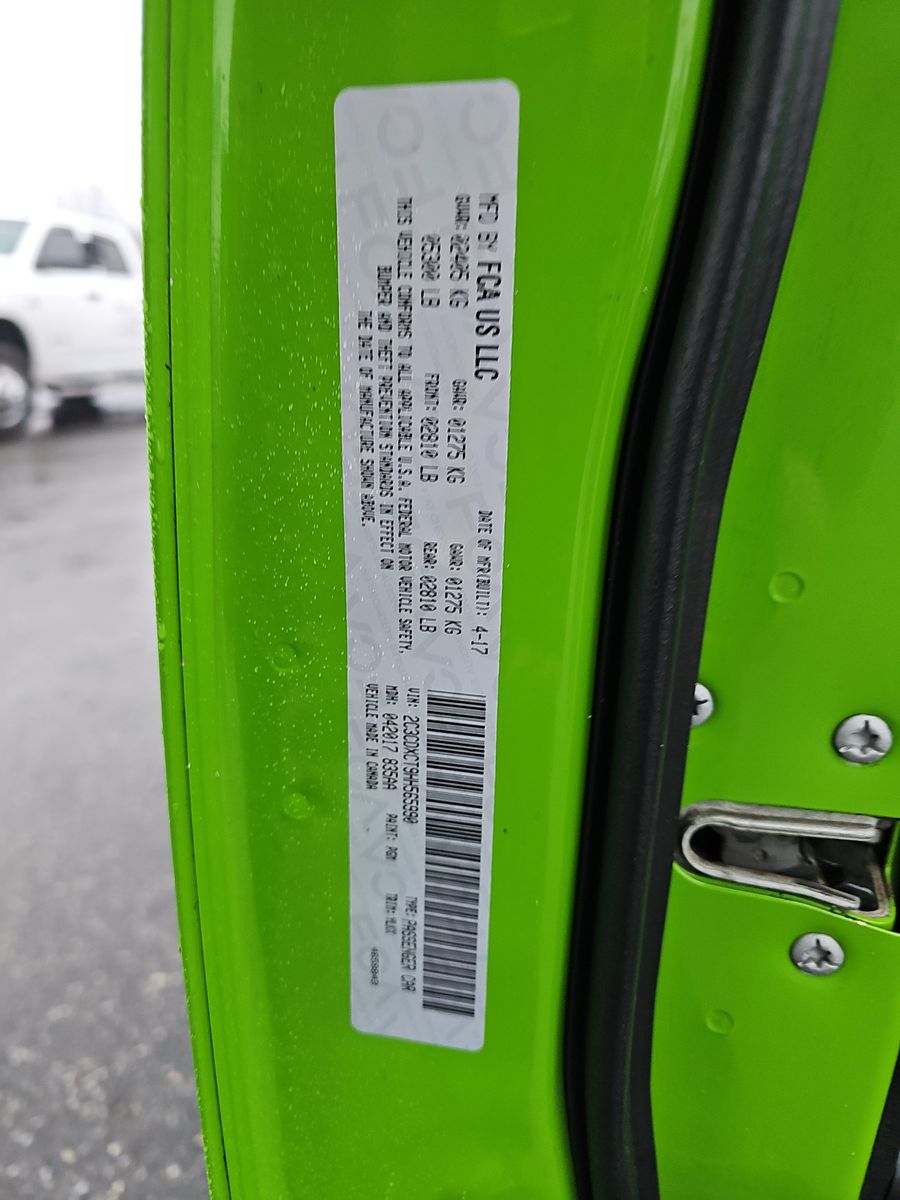 MFD BY FCA US LLC DATE OF MFR(BUILT): 4-17
GVWR: 02405 KG GAWR: 01275 KG GAWR: 01275 KG
05300 LB FRONT: 02810 LB REAR: 02810 LB
THIS VEHICLE CONFORMS TO ALL APPLICABLE U.S.A. FEDERAL MOTOR VEHICLE SAFETY,
BUMPER AND THEFT PREVENTION STANDARDS IN EFFECT ON
THE DATE OF MANUFACTURE SHOWN ABOVE.
VIN: 2C3CDXCT9HH565990 TYPE: PASSENGER CAR
MDH: 042017 835AA PAINT: PGM TRIM: HLXT
VEHICLE MADE IN CANADA